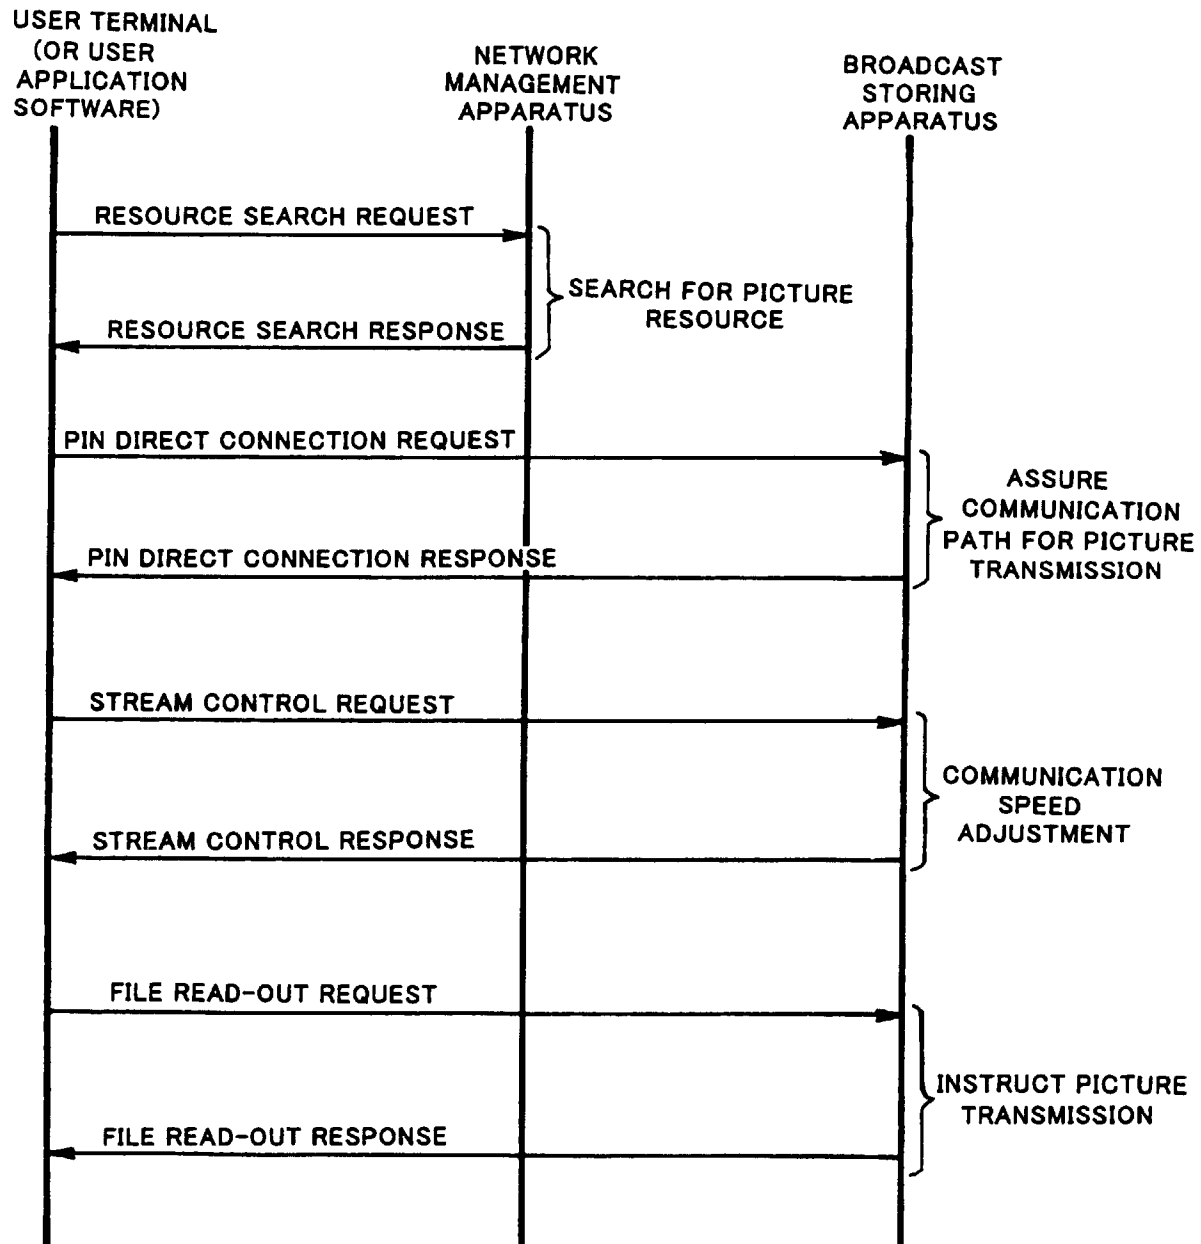 USER TERMINAL
(OR USER
APPLICATION
SOFTWARE)
NETWORK
MANAGEMENT
APPARATUS
BROADCAST
STORING
APPARATUS
RESOURCE SEARCH REQUEST
SEARCH FOR PICTURE
RESOURCE
RESOURCE SEARCH RESPONSE
PIN DIRECT CONNECTION REQUEST
ASSURE
COMMUNICATION
PATH FOR PICTURE
TRANSMISSION
PIN DIRECT CONNECTION RESPONSE
STREAM CONTROL REQUEST
COMMUNICATION
SPEED
ADJUSTMENT
STREAM CONTROL RESPONSE
FILE READ-OUT REQUEST
INSTRUCT PICTURE
TRANSMISSION
FILE READ-OUT RESPONSE